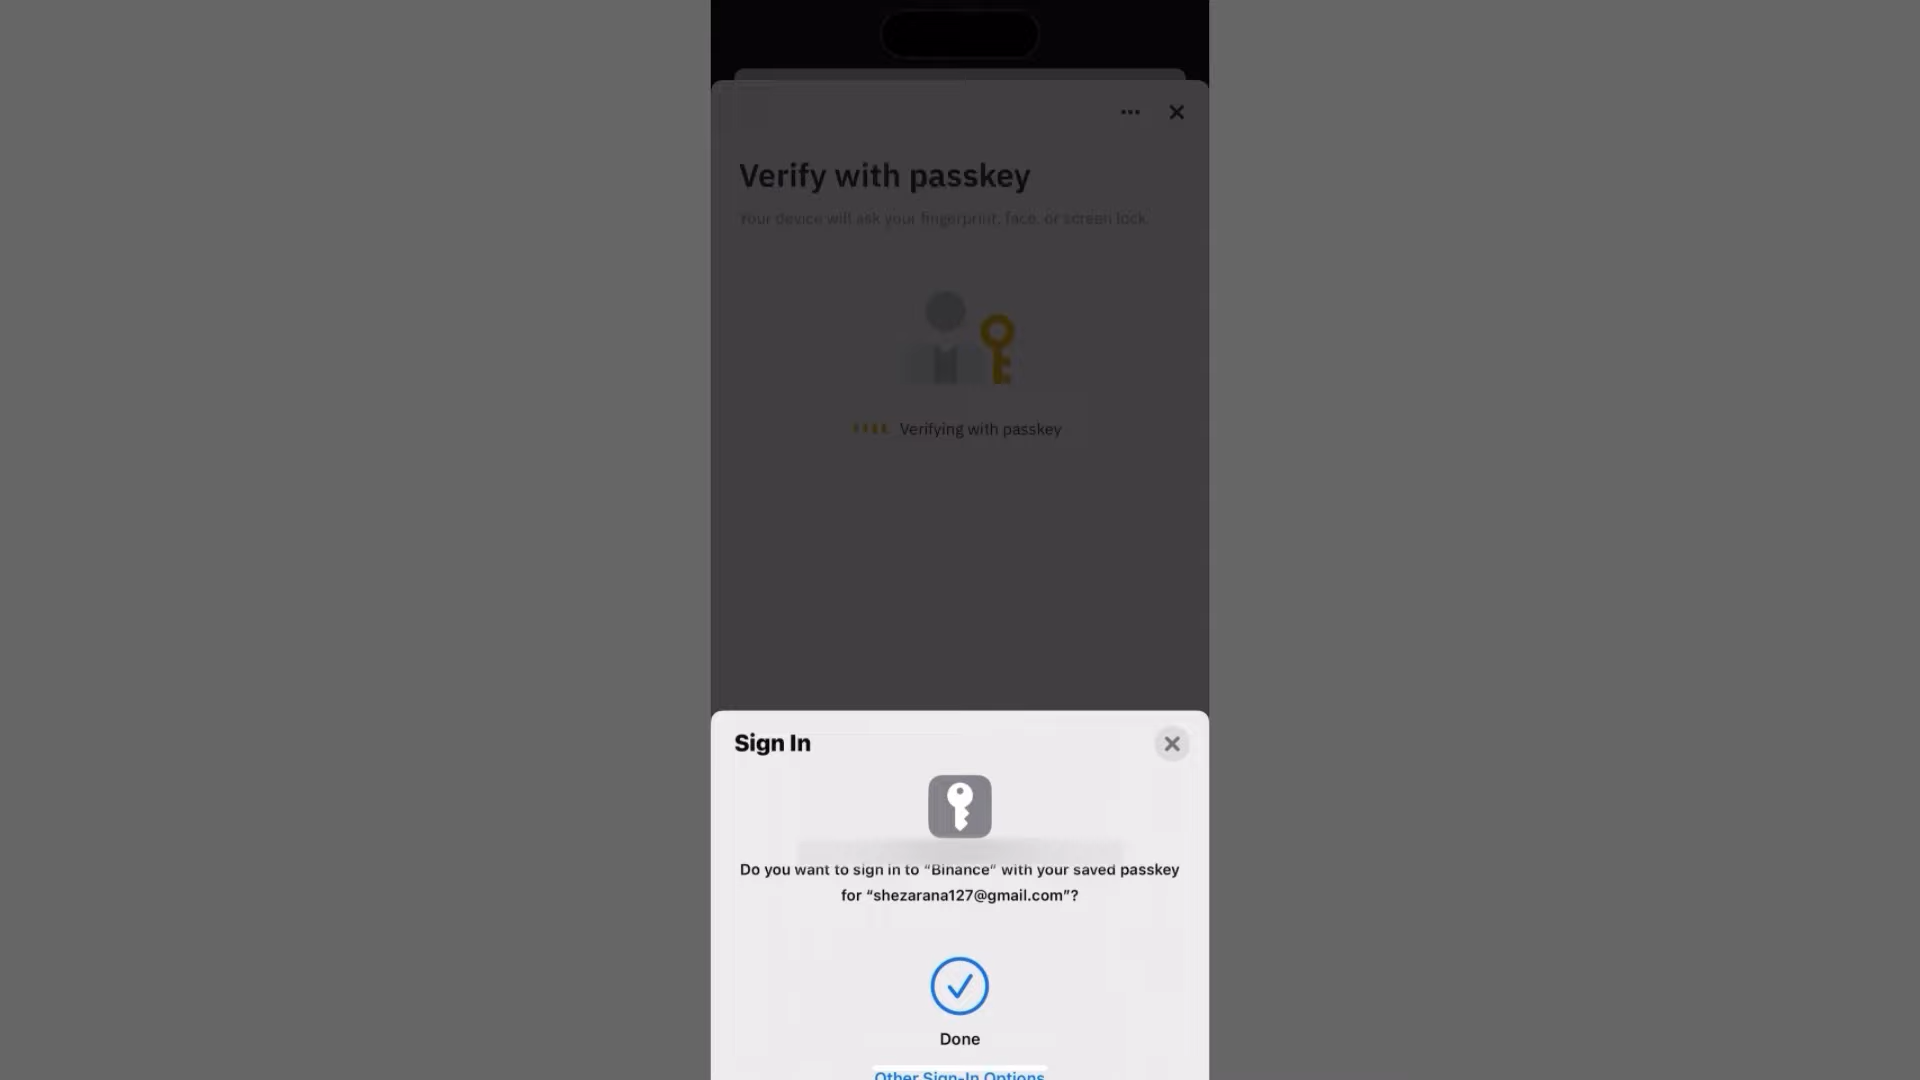 Verify with passkey
Your device will ask your fingerprint, face, or screen lock
Verifying with passkey
Sign In
Do you want to sign in to “Binance” with your saved passkey
for “shezarana127@gmail.com”?
Done
Other Sign-In Options